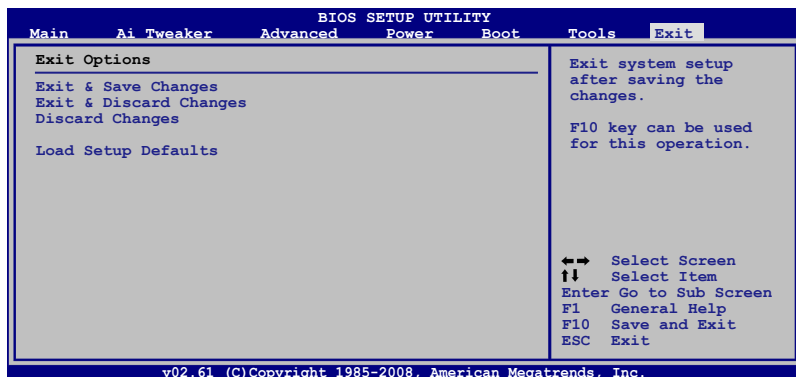 BIOS SETUP UTILITY
Main Ai Tweaker Advanced Power Boot Tools Exit
Exit Options
Exit & Save Changes
Exit & Discard Changes
Discard Changes
Load Setup Defaults
Exit system setup
after saving the
changes.
F10 key can be used
for this operation.
←→ Select Screen
↑↓ Select Item
Enter Go to Sub Screen
F1 General Help
F10 Save and Exit
ESC Exit
v02.61 (C)Copyright 1985-2008, American Megatrends, Inc.